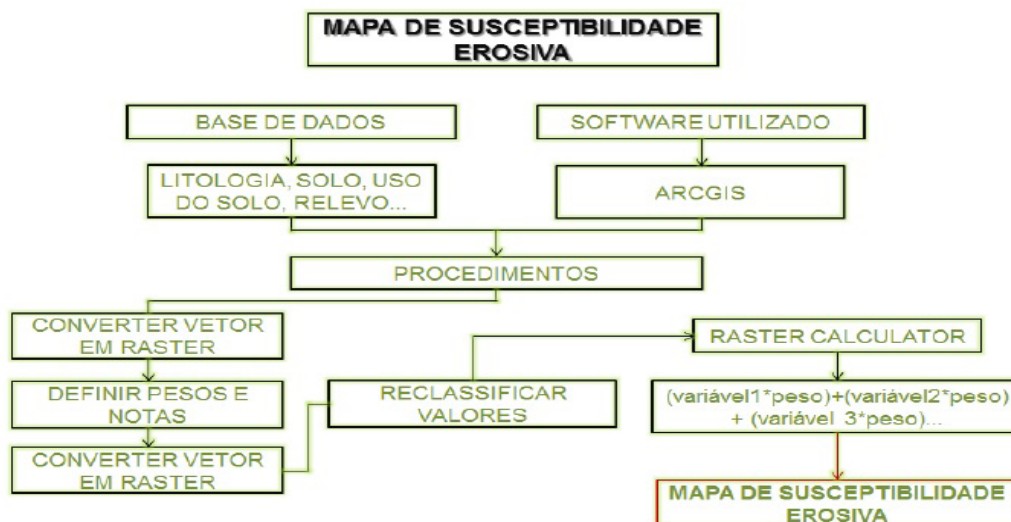 MAPA DE SUSCEPTIBILIDADE
EROSIVA
BASE DE DADOS
SOFTWARE UTILIZADO
LITOLOGIA, SOLO, USO
DO SOLO, RELEVO...
ARCGIS
PROCEDIMENTOS
CONVERTER VETOR
EM RASTER
DEFINIR PESOS E
NOTAS
CONVERTER VETOR
EM RASTER
RECLASSIFICAR
VALORES
RASTER CALCULATOR
(variável1*peso)+(variável2*peso)
+ (variável 3*peso)...
MAPA DE SUSCEPTIBILIDADE
EROSIVA